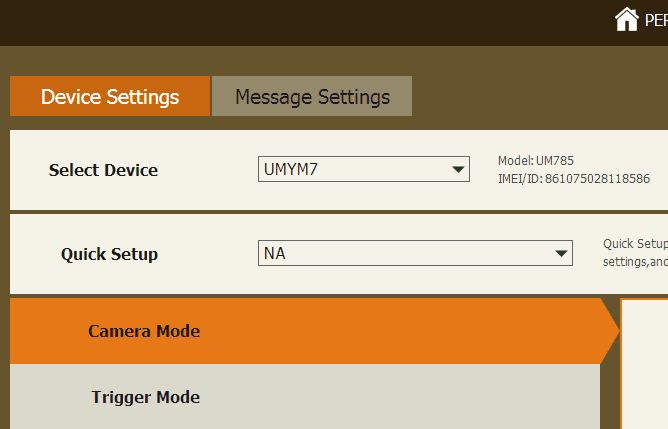 PER
Device Settings
Message Settings
Select Device
UMYM7
Model: UM785
IMEI/ID: 861075028118586
Quick Setup
NA
Quick Setup
settings,and
Camera Mode
Trigger Mode